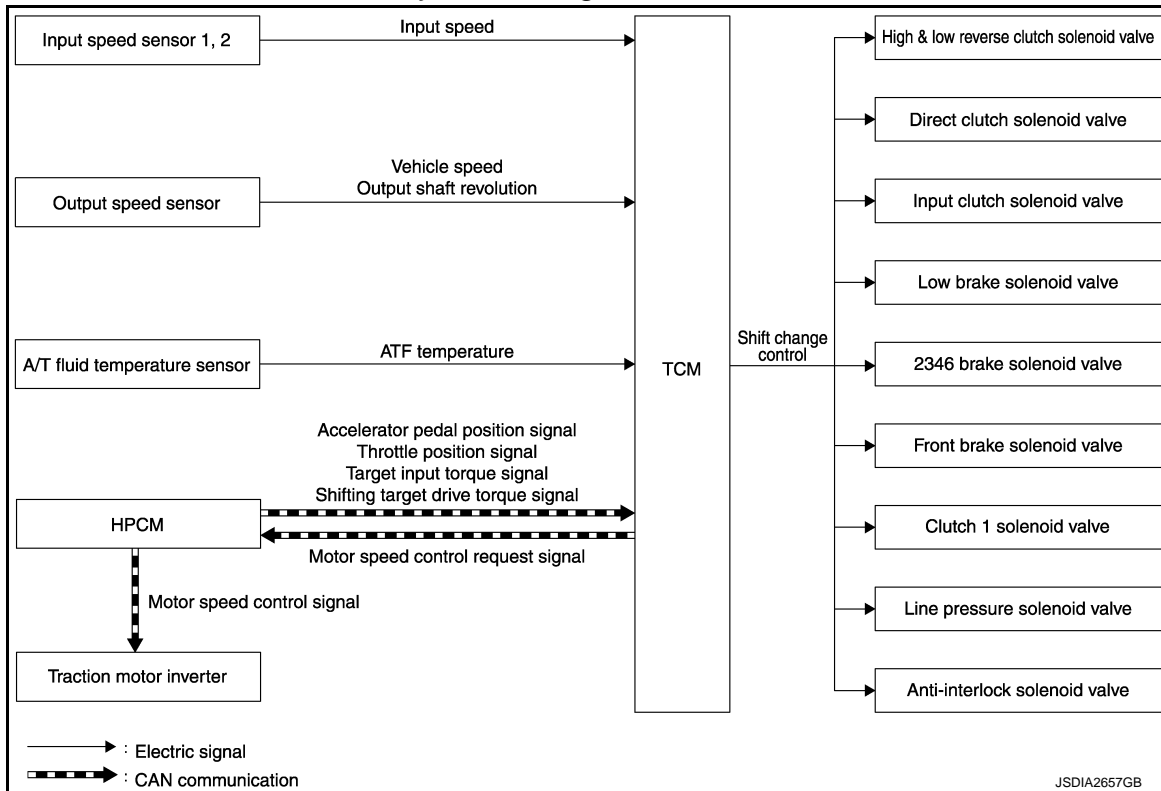 Input speed sensor 1, 2
Input speed
High & low reverse clutch solenoid valve
Direct clutch solenoid valve
Output speed sensor
Vehicle speed
Output shaft revolution
Input clutch solenoid valve
Low brake solenoid valve
A/T fluid temperature sensor
ATF temperature
TCM
Shift change
control
2346 brake solenoid valve
Accelerator pedal position signal
Throttle position signal
Target input torque signal
Shifting target drive torque signal
Front brake solenoid valve
HPCM
Motor speed control request signal
Clutch 1 solenoid valve
Motor speed control signal
Line pressure solenoid valve
Traction motor inverter
Anti-interlock solenoid valve
: Electric signal
: CAN communication
JSDIA2657GB